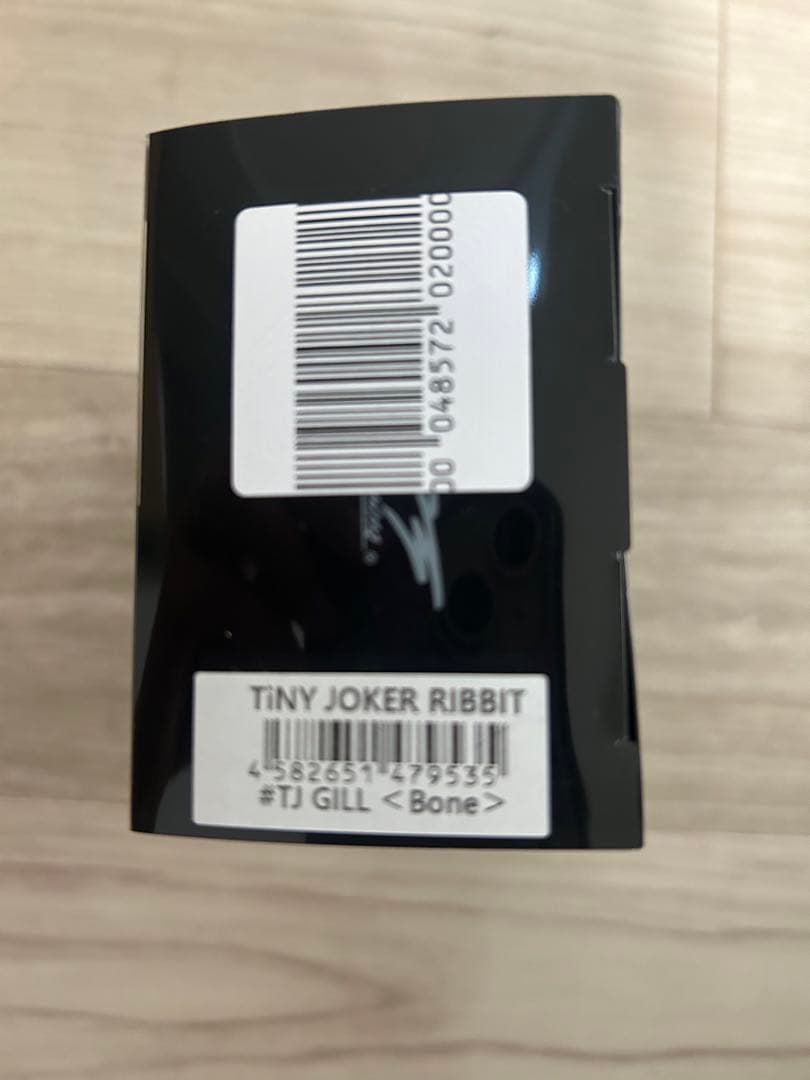 00 048572 020000
TiNY JOKER RIBBIT
4 582651 479535
#TJ GILL <Bone>